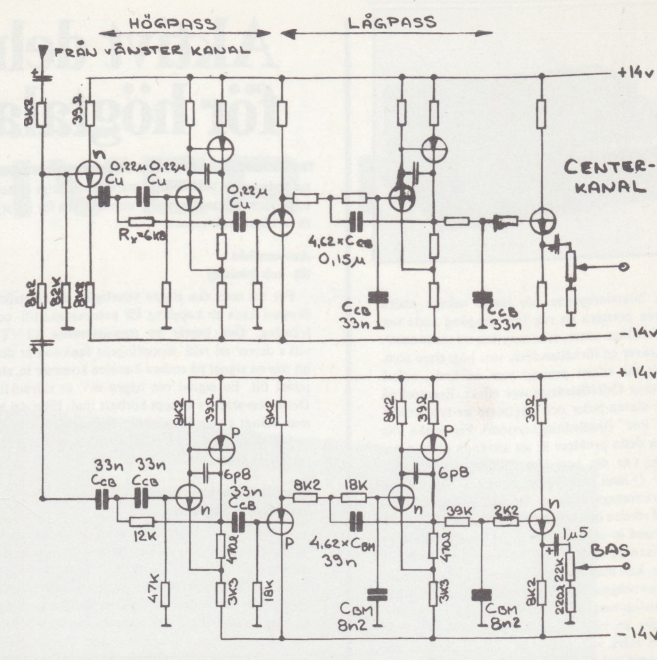 HÖGPASS
LÅGPASS
FRÅN VÄNSTER KANAL
+14v
8K2
39Ω
n
0,22µ 0,22µ
Cu Cu
0,22µ
Cu
CENTER-
KANAL
Rx=6K8
4,62×CCB
0,15µ
8K2
82K
8K2
CCB
33n
CCB
33n
-14v
+14v
8K2
39Ω
8K2
8K2
39Ω
39Ω
P
P
33n
33n
CCB
CCB
6p8
33n
CCB
8K2
18K
6p8
39K
2K2
n
n
n
12K
P
4,62×CBM
39n
1µ5
BAS
470Ω
470Ω
47K
3K3
18K
CBM
8n2
3K3
CBM
8n2
8K2
22K
220Ω
-14v